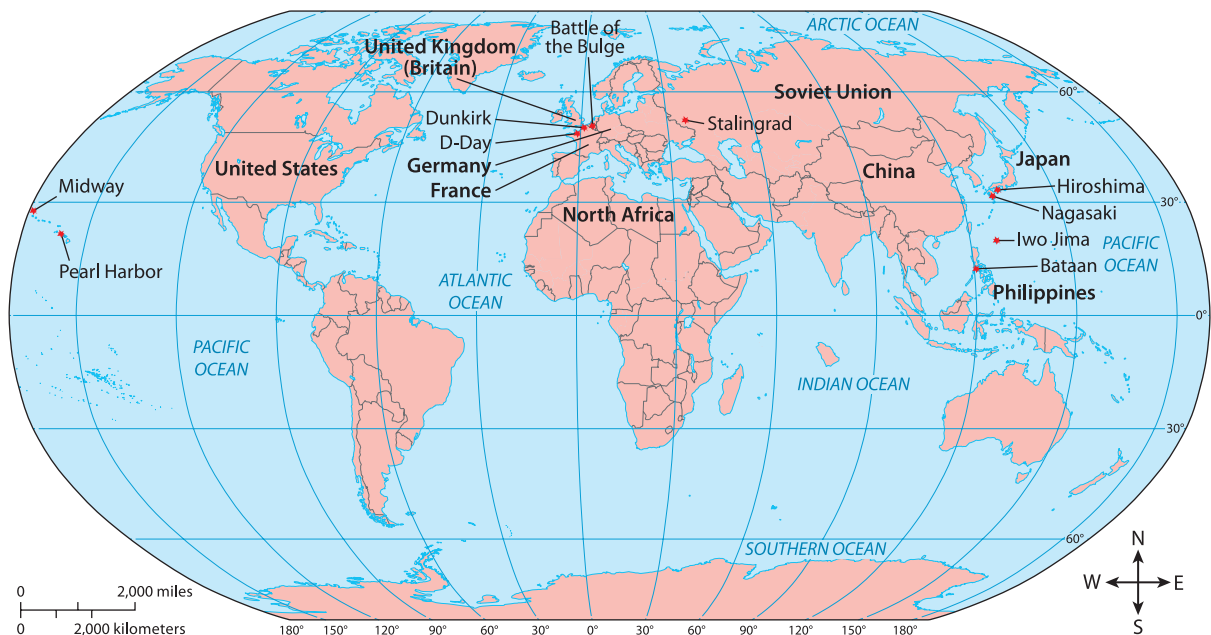 ARCTIC OCEAN
Battle of
the Bulge
United Kingdom
(Britain)
60°
Soviet Union
Dunkirk
Stalingrad
D-Day
Germany
France
United States
China
Japan
Midway
Hiroshima
30°
Nagasaki
North Africa
Pearl Harbor
Iwo Jima
PACIFIC
OCEAN
Bataan
Philippines
ATLANTIC
OCEAN
0°
PACIFIC
OCEAN
INDIAN OCEAN
30°
60°
SOUTHERN OCEAN
N
W
E
S
0
2,000 miles
0
2,000 kilometers
180° 150° 120° 90° 60° 30° 0° 30° 60° 90° 120° 150° 180°